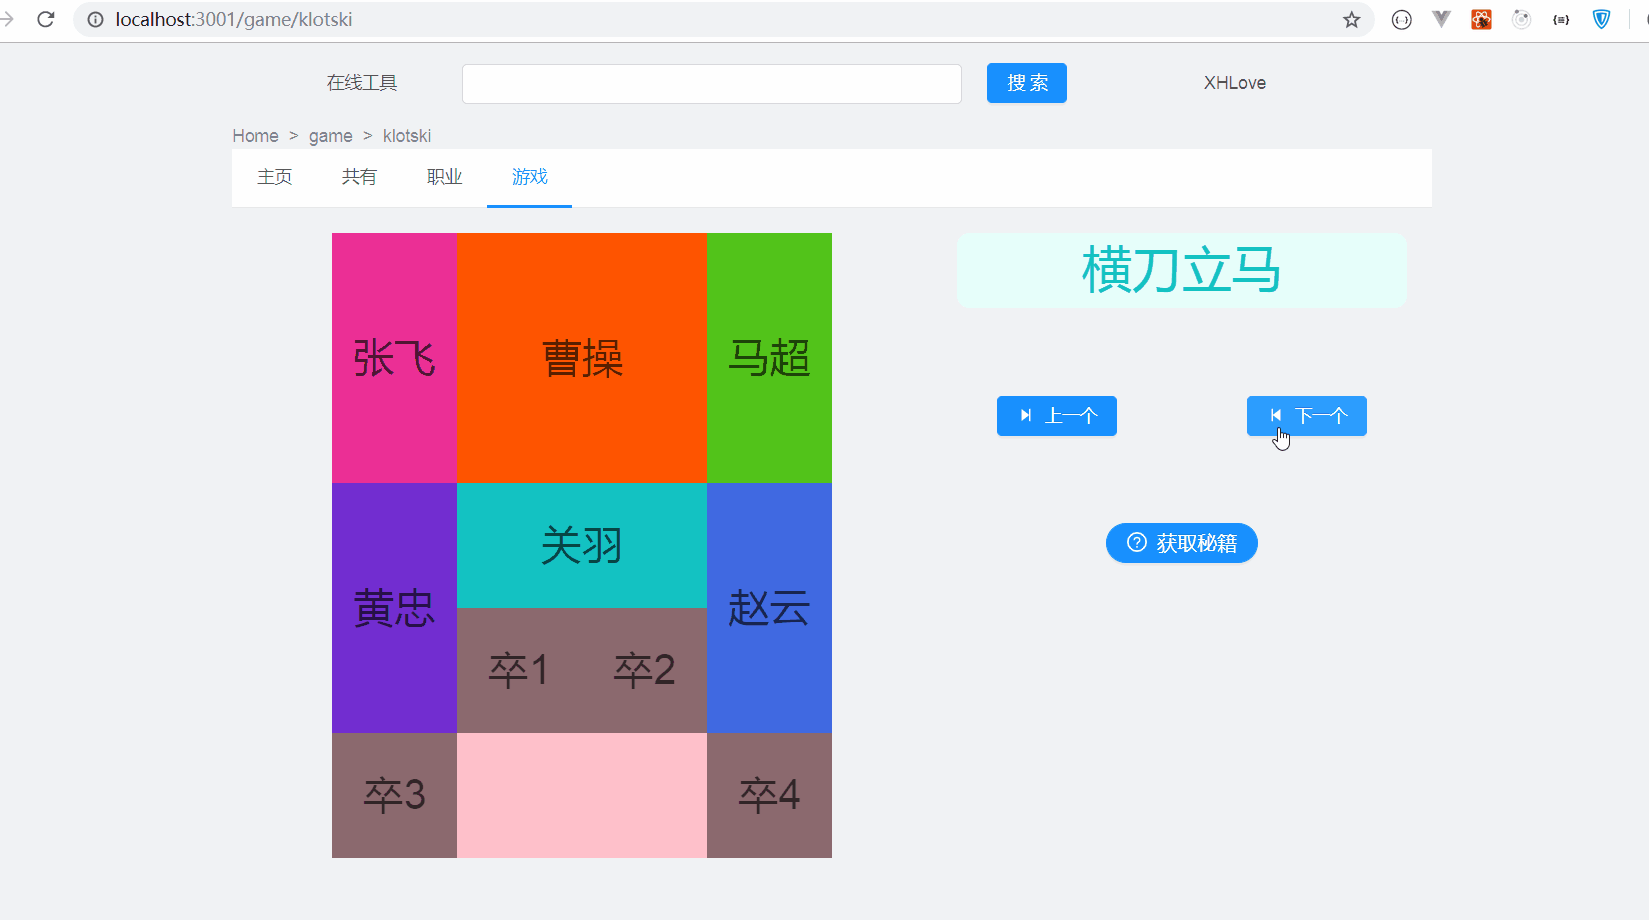 localhost:3001/game/klotski
在线工具 搜索 XHLove
Home > game > klotski
主页 共有 职业 游戏
横刀立马
张飞 曹操 马超
上一个 下一个
关羽
获取秘籍
黄忠 赵云
卒1 卒2
卒3 卒4